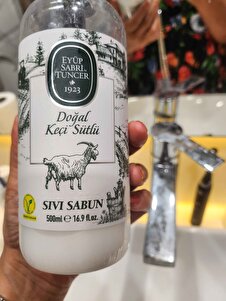 EYÜP SABRİ
TUNCER
1923
Doğal
Keçi Sütlü
SIVI SABUN
500ml e 16.9 fl.oz.